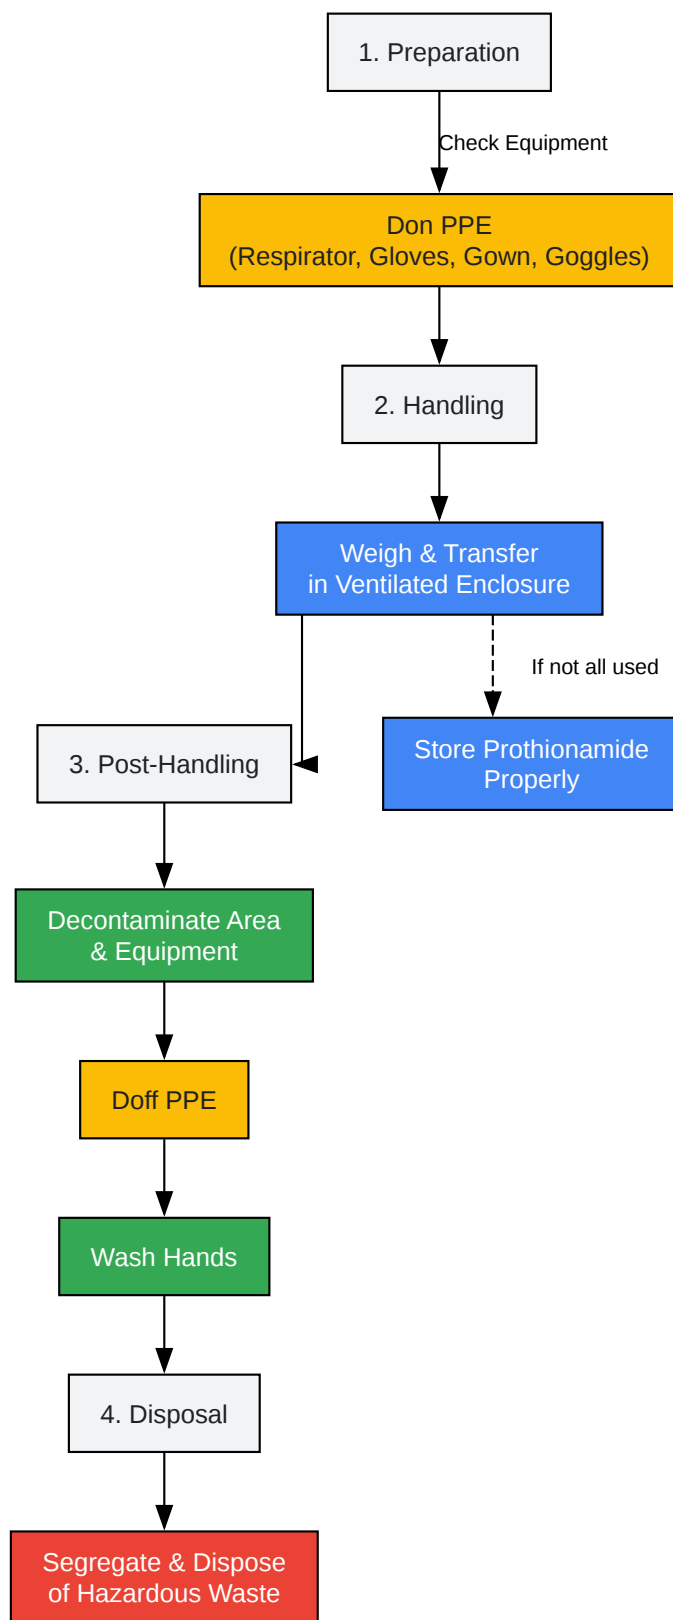 1. Preparation
Check Equipment
Don PPE
(Respirator, Gloves, Gown, Goggles)
2. Handling
Weigh & Transfer
in Ventilated Enclosure
If not all used
3. Post-Handling
Store Prothionamide
Properly
Decontaminate Area
& Equipment
Doff PPE
Wash Hands
4. Disposal
Segregate & Dispose
of Hazardous Waste